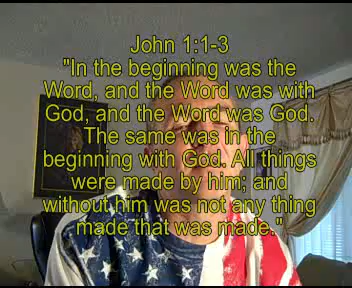 John 1:1-3
"In the beginning was the
Word, and the Word was with
God, and the Word was God.
The same was in the
beginning with God. All things
were made by him; and
without him was not any thing
made that was made."